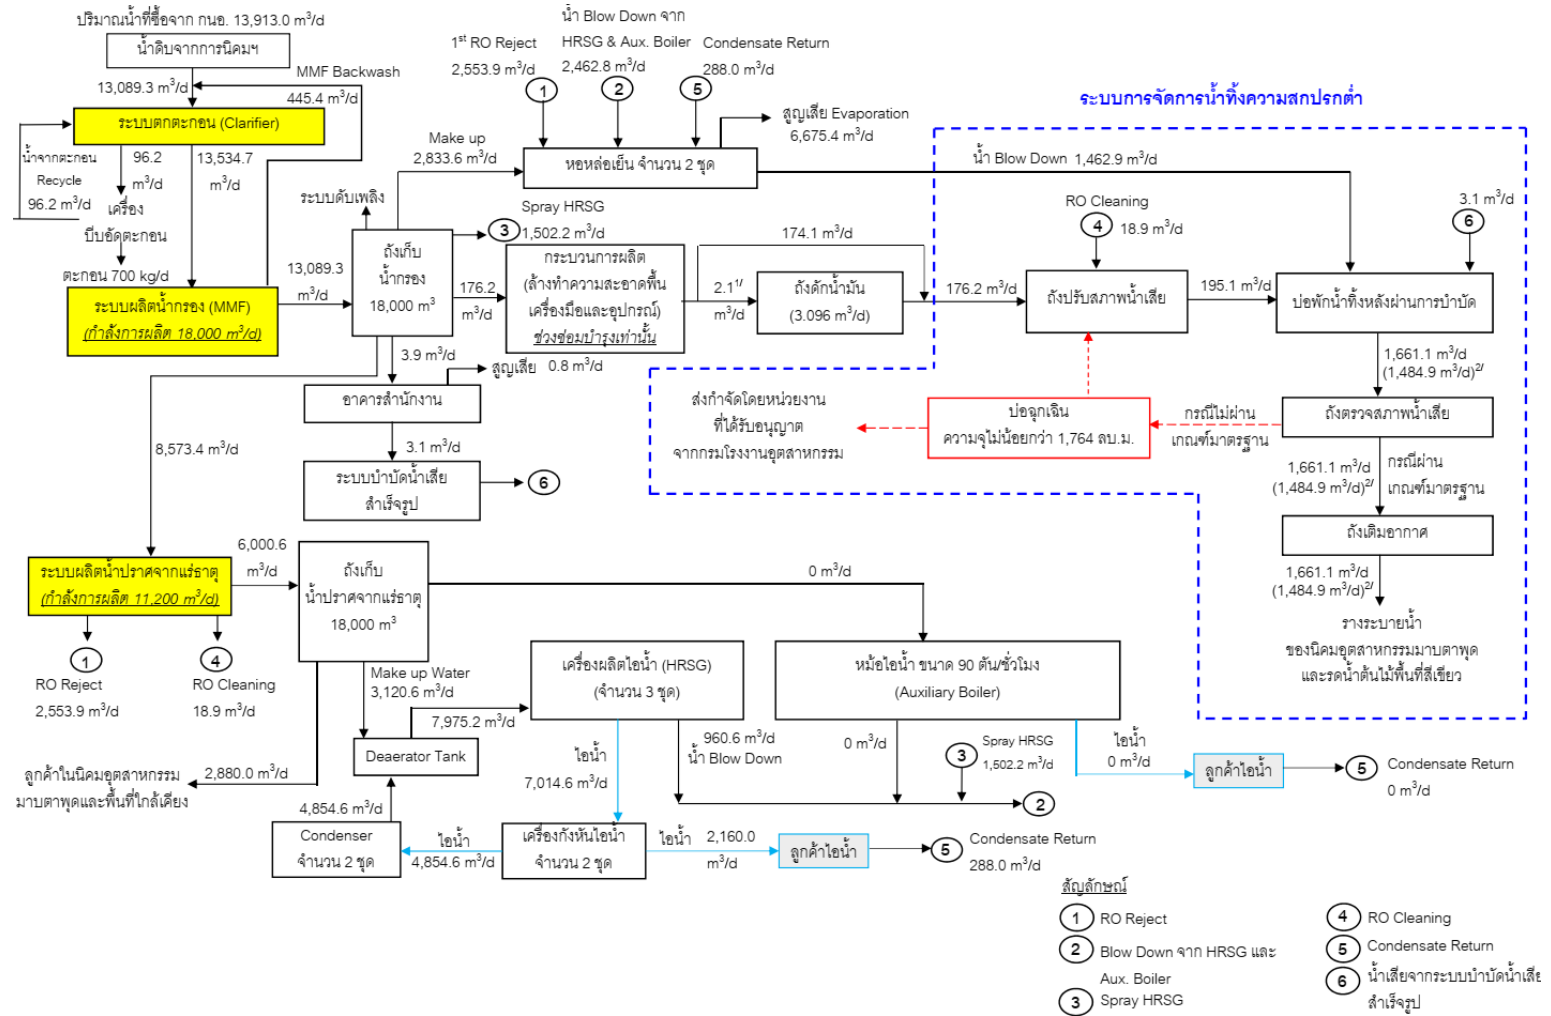 ปริมาณน้ำที่ซื้อจาก กนอ. 13,913.0 m³/d
น้ำดิบจากการนิคมฯ
13,089.3 m³/d
MMF Backwash
445.4 m³/d
ระบบตกตะกอน (Clarifier)
น้ำจากตะกอน
Recycle
96.2 m³/d
96.2
m³/d
เครื่อง
บีบอัดตะกอน
ตะกอน 700 kg/d
13,534.7
m³/d
ระบบผลิตน้ำกรอง (MMF)
(กำลังการผลิต 18,000 m³/d)
13,089.3
m³/d
ระบบดับเพลิง
ถังเก็บ
น้ำกรอง
18,000 m³
Make up
2,833.6 m³/d
1st RO Reject
2,553.9 m³/d
1
น้ำ Blow Down จาก
HRSG & Aux. Boiler
2,462.8 m³/d
2
Condensate Return
288.0 m³/d
5
หอหล่อเย็น จำนวน 2 ชุด
สูญเสีย Evaporation
6,675.4 m³/d
ระบบการจัดการน้ำทิ้งความสกปรกต่ำ
น้ำ Blow Down 1,462.9 m³/d
3
Spray HRSG
1,502.2 m³/d
176.2
m³/d
กระบวนการผลิต
(ล้างทำความสะอาดพื้น
เครื่องมือและอุปกรณ์)
ช่วงซ่อมบำรุงเท่านั้น
174.1 m³/d
2.1 1/
m³/d
ถังดักน้ำมัน
(3.096 m³/d)
176.2 m³/d
RO Cleaning
4
18.9 m³/d
ถังปรับสภาพน้ำเสีย
195.1 m³/d
3.1 m³/d
6
บ่อพักน้ำทิ้งหลังผ่านการบำบัด
1,661.1 m³/d
(1,484.9 m³/d)2/
ถังตรวจสภาพน้ำเสีย
กรณีไม่ผ่าน
เกณฑ์มาตรฐาน
บ่อฉุกเฉิน
ความจุไม่น้อยกว่า 1,764 ลบ.ม.
ส่งกำจัดโดยหน่วยงาน
ที่ได้รับอนุญาต
จากกรมโรงงานอุตสาหกรรม
1,661.1 m³/d
(1,484.9 m³/d)2/
กรณีผ่าน
เกณฑ์มาตรฐาน
ถังเติมอากาศ
1,661.1 m³/d
(1,484.9 m³/d)2/
รางระบายน้ำ
ของนิคมอุตสาหกรรมมาบตาพุด
และรดน้ำต้นไม้พื้นที่สีเขียว
3.9 m³/d
สูญเสีย 0.8 m³/d
อาคารสำนักงาน
3.1 m³/d
ระบบบำบัดน้ำเสีย
สำเร็จรูป
6
8,573.4 m³/d
ระบบผลิตน้ำปราศจากแร่ธาตุ
(กำลังการผลิต 11,200 m³/d)
6,000.6
m³/d
1
RO Reject
2,553.9 m³/d
4
RO Cleaning
18.9 m³/d
ถังเก็บ
น้ำปราศจากแร่ธาตุ
18,000 m³
0 m³/d
Make up Water
3,120.6 m³/d
2,880.0 m³/d
ลูกค้าในนิคมอุตสาหกรรม
มาบตาพุดและพื้นที่ใกล้เคียง
Deaerator Tank
7,975.2 m³/d
เครื่องผลิตไอน้ำ (HRSG)
(จำนวน 3 ชุด)
หม้อไอน้ำ ขนาด 90 ตัน/ชั่วโมง
(Auxiliary Boiler)
ไอน้ำ
7,014.6 m³/d
960.6 m³/d
น้ำ Blow Down
0 m³/d
3
Spray HRSG
1,502.2 m³/d
2
ไอน้ำ
0 m³/d
ลูกค้าไอน้ำ
5
Condensate Return
0 m³/d
4,854.6 m³/d
Condenser
จำนวน 2 ชุด
ไอน้ำ
4,854.6 m³/d
เครื่องกังหันไอน้ำ
จำนวน 2 ชุด
ไอน้ำ 2,160.0
m³/d
ลูกค้าไอน้ำ
5
Condensate Return
288.0 m³/d
สัญลักษณ์
1 RO Reject
2 Blow Down จาก HRSG และ
Aux. Boiler
3 Spray HRSG
4 RO Cleaning
5 Condensate Return
6 น้ำเสียจากระบบบำบัดน้ำเสีย
สำเร็จรูป